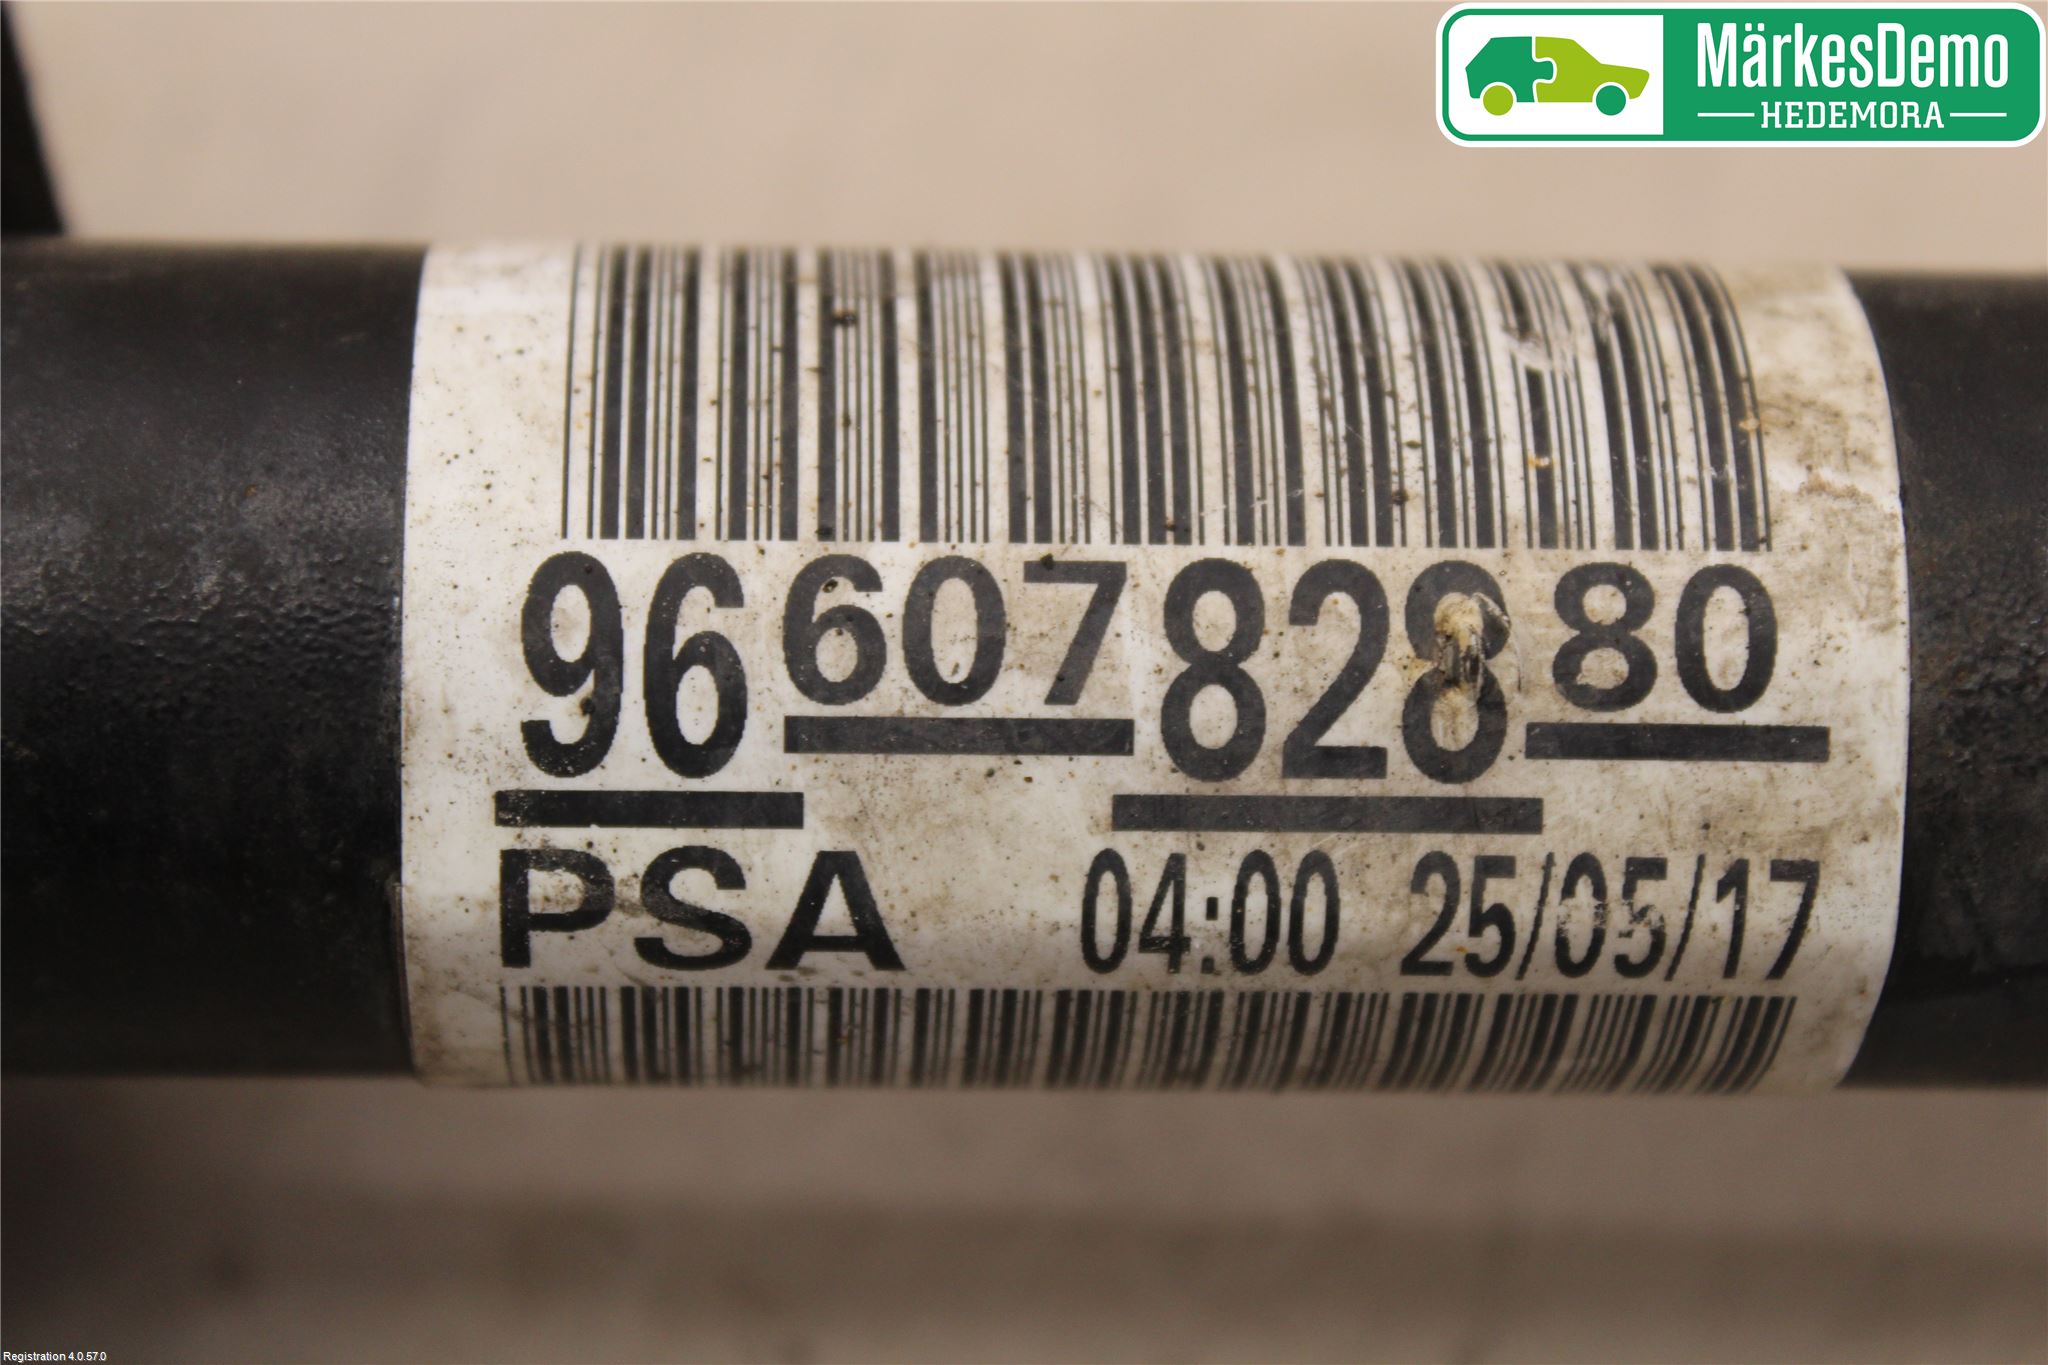 MärkesDemo
HEDEMORA
9660782880
PSA 04:00 25/05/17
Registration 4.0.57.0